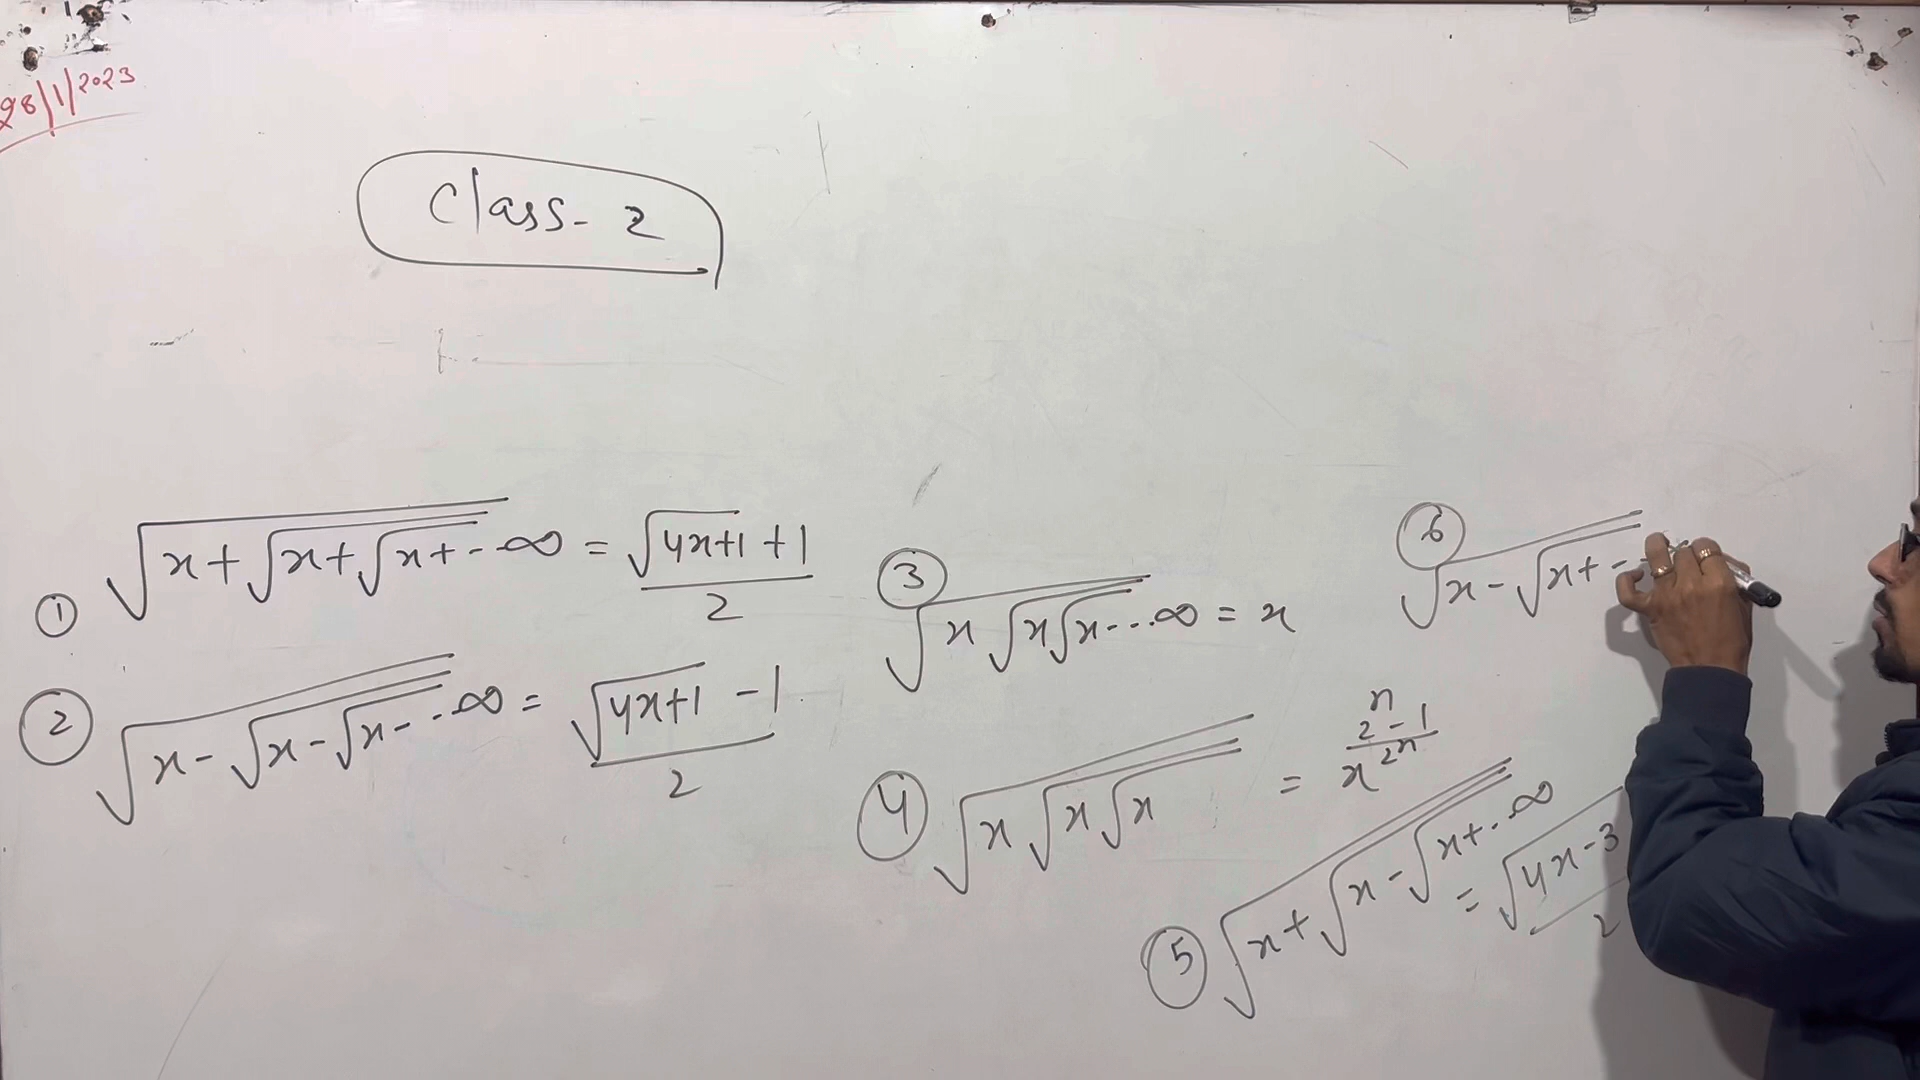 28/1/2023
Class - 2
① √(x+√(x+√(x+--∞))) = (√(4x+1) + 1)/2
② √(x-√(x-√(x---∞))) = (√(4x+1) - 1)/2
③ √(x√(x√(x---∞))) = x
④ √(x√(x√x)) = x^((2^n-1)/2^n)
⑤ √(x+√(x-√(x+--∞)))
= √(4x-3)
2
⑥ √(x-√(x+--